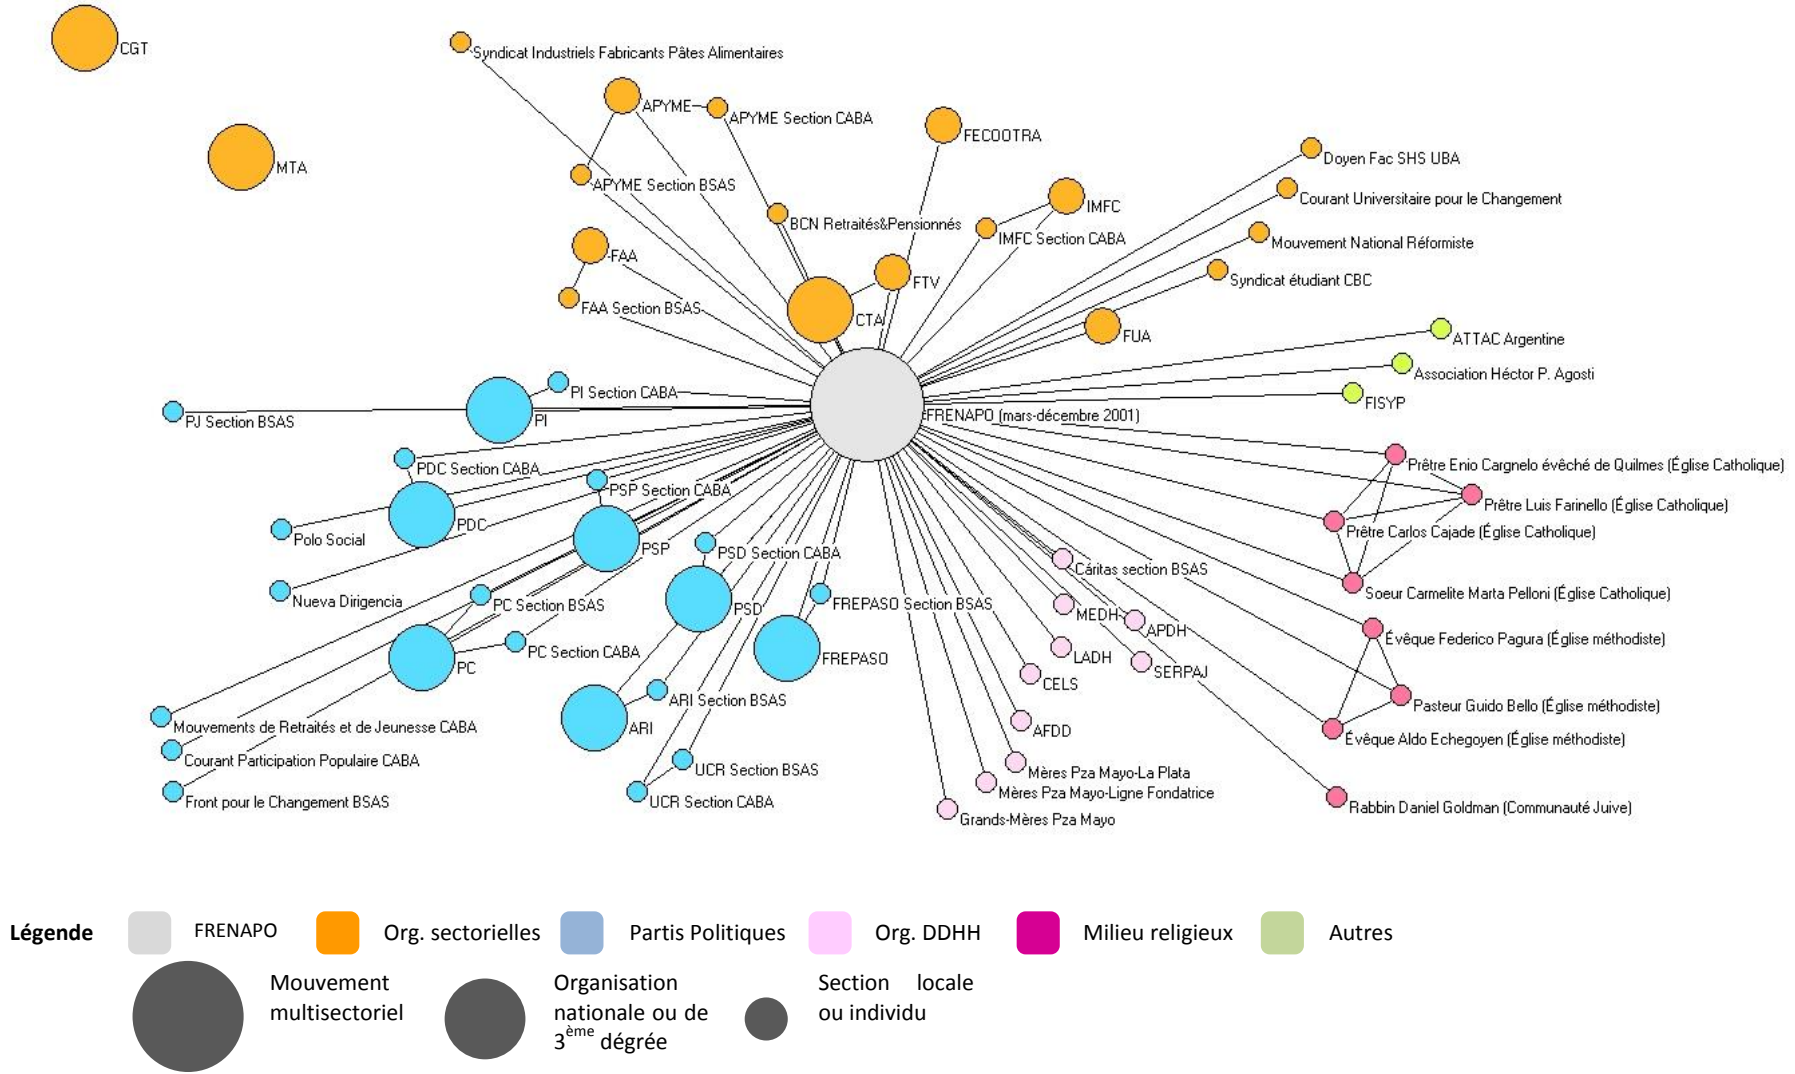 CGT
Syndicat Industriels Fabricants Pâtes Alimentaires
APYME
APYME Section CABA
FECOOTRA
MTA
Doyen Fac SHS UBA
APYME Section BSAS
Courant Universitaire pour le Changement
IMFC
BCN Retraités&Pensionnés
IMFC Section CABA
Mouvement National Réformiste
FAA
Syndicat étudiant CBC
FTV
FAA Section BSAS
CTA
FUA
ATTAC Argentine
Association Héctor P. Agosti
PI Section CABA
FISYP
PJ Section BSAS
PI
FRENAPO (mars-décembre 2001)
PDC Section CABA
Prêtre Enio Cargnelo évêché de Quilmes (Église Catholique)
PSP Section CABA
Prêtre Luis Farinello (Église Catholique)
PDC
Polo Social
Prêtre Carlos Cajade (Église Catholique)
PSP
PSD Section CABA
Cáritas section BSAS
Soeur Carmelite Marta Pelloni (Église Catholique)
Nueva Dirigencia
PC Section BSAS
FREPASO Section BSAS
PSD
MEDH
APDH
Évêque Federico Pagura (Église méthodiste)
PC Section CABA
FREPASO
LADH
PC
SERPAJ
CELS
ARI Section BSAS
Pasteur Guido Bello (Église méthodiste)
Mouvements de Retraités et de Jeunesse CABA
ARI
AFDD
Évêque Aldo Echegoyen (Église méthodiste)
Courant Participation Populaire CABA
UCR Section BSAS
Mères Pza Mayo-La Plata
Front pour le Changement BSAS
UCR Section CABA
Mères Pza Mayo-Ligne Fondatrice
Rabbin Daniel Goldman (Communauté Juive)
Grands-Mères Pza Mayo
Légende FRENAPO Org. sectorielles Partis Politiques Org. DDHH Milieu religieux Autres
Mouvement
multisectoriel
Organisation
nationale ou de
3ème dégrée
Section locale
ou individu